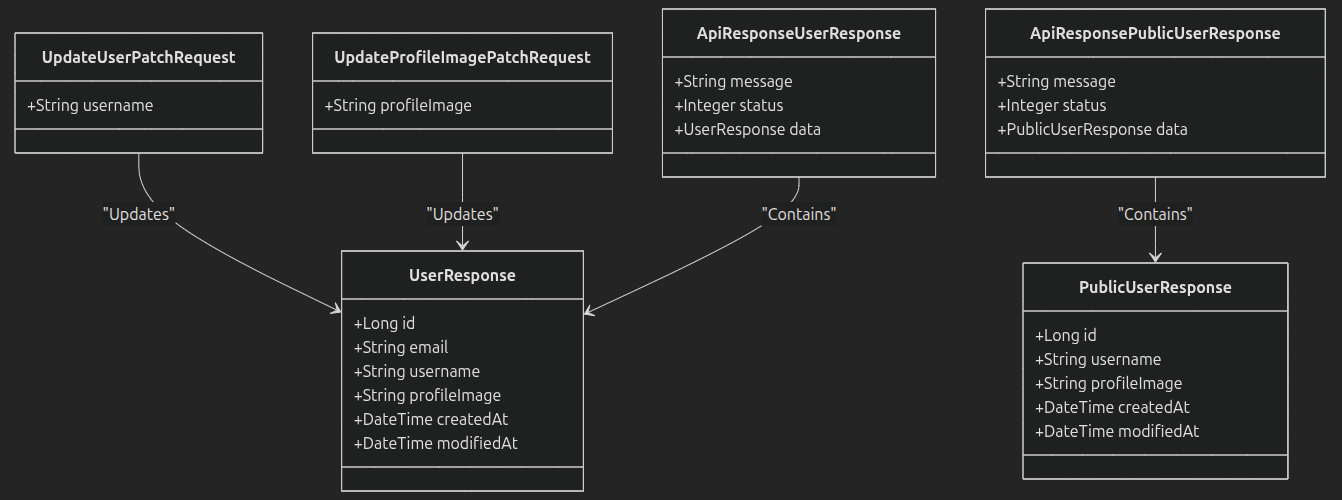 UpdateUserPatchRequest
+String username
UpdateProfileImagePatchRequest
+String profileImage
ApiResponseUserResponse
+String message
+Integer status
+UserResponse data
ApiResponsePublicUserResponse
+String message
+Integer status
+PublicUserResponse data
"Updates"
"Updates"
"Contains"
"Contains"
UserResponse
+Long id
+String email
+String username
+String profileImage
+DateTime createdAt
+DateTime modifiedAt
PublicUserResponse
+Long id
+String username
+String profileImage
+DateTime createdAt
+DateTime modifiedAt